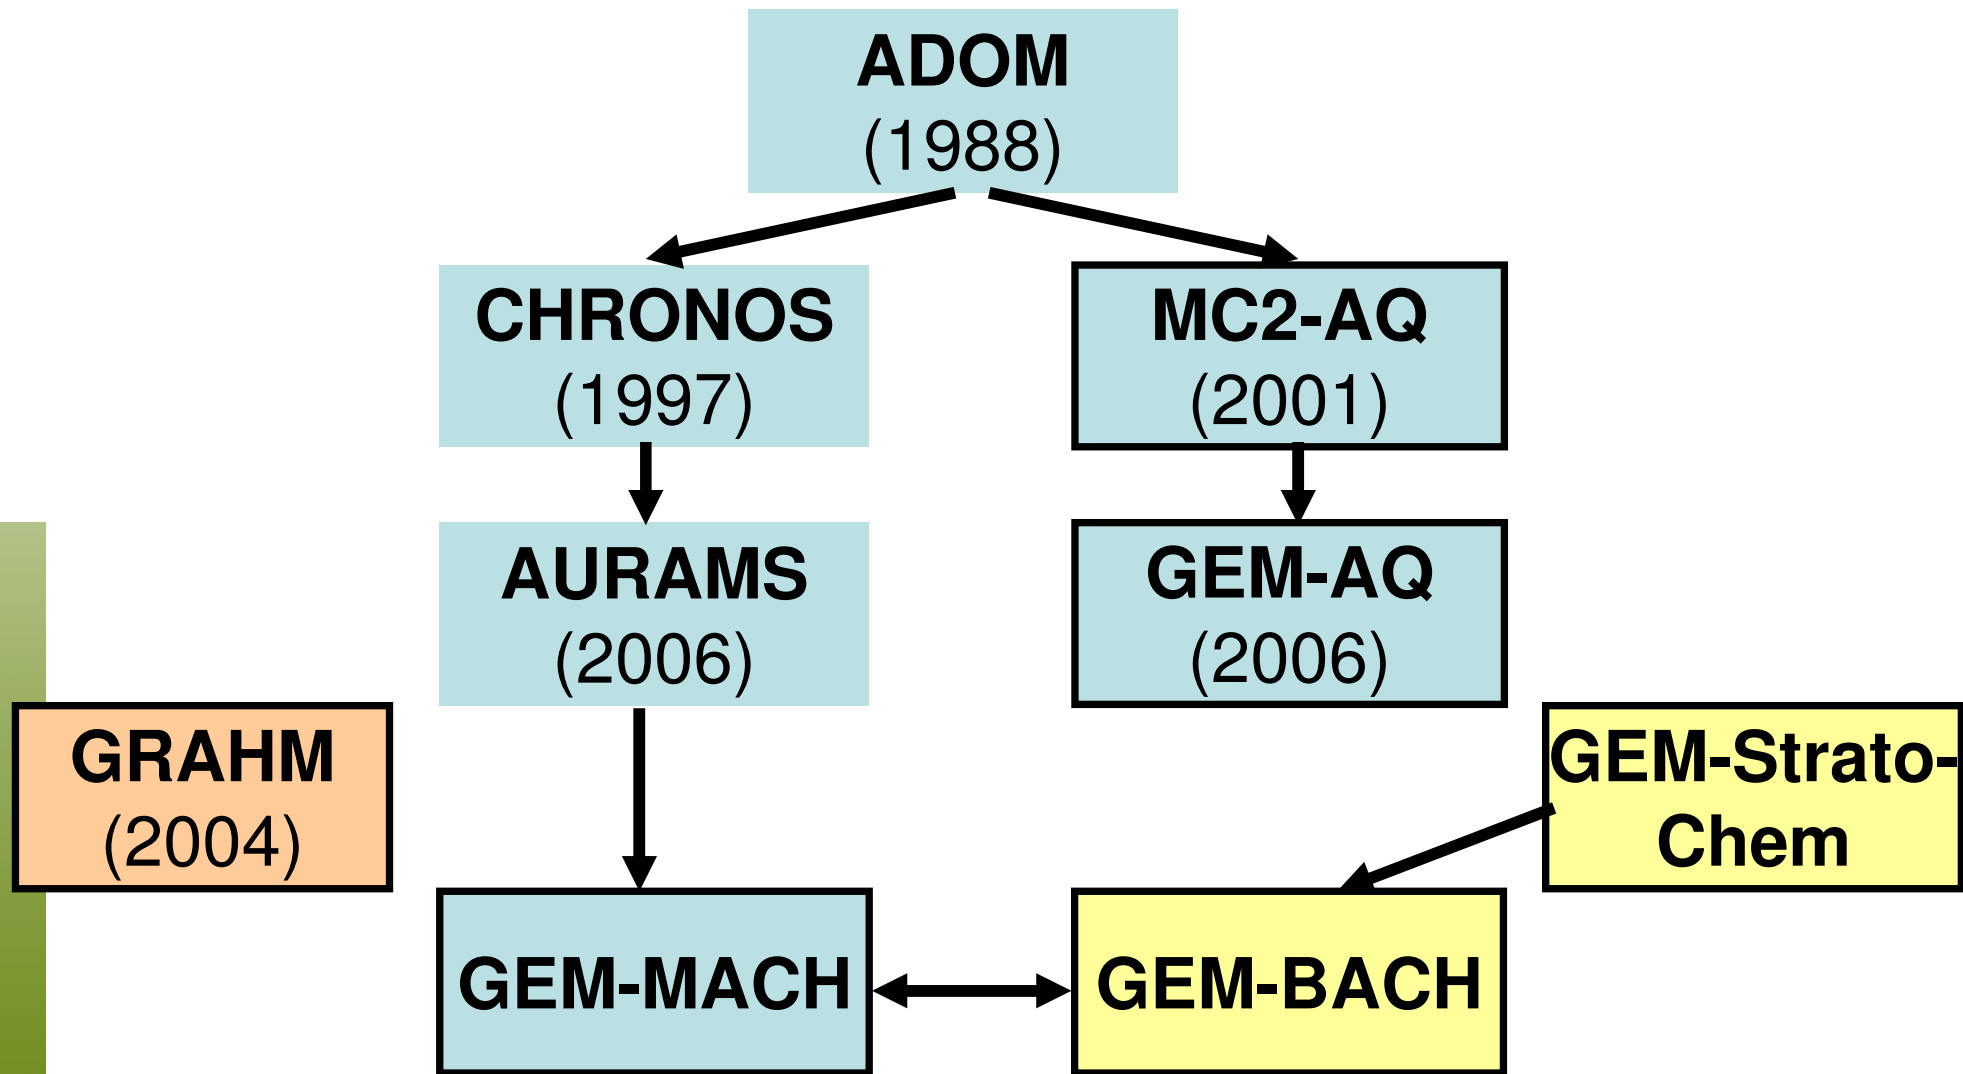 ADOM
(1988)
CHRONOS
(1997)
MC2-AQ
(2001)
AURAMS
(2006)
GEM-AQ
(2006)
GRAHM
(2004)
GEM-Strato-
Chem
GEM-MACH
GEM-BACH